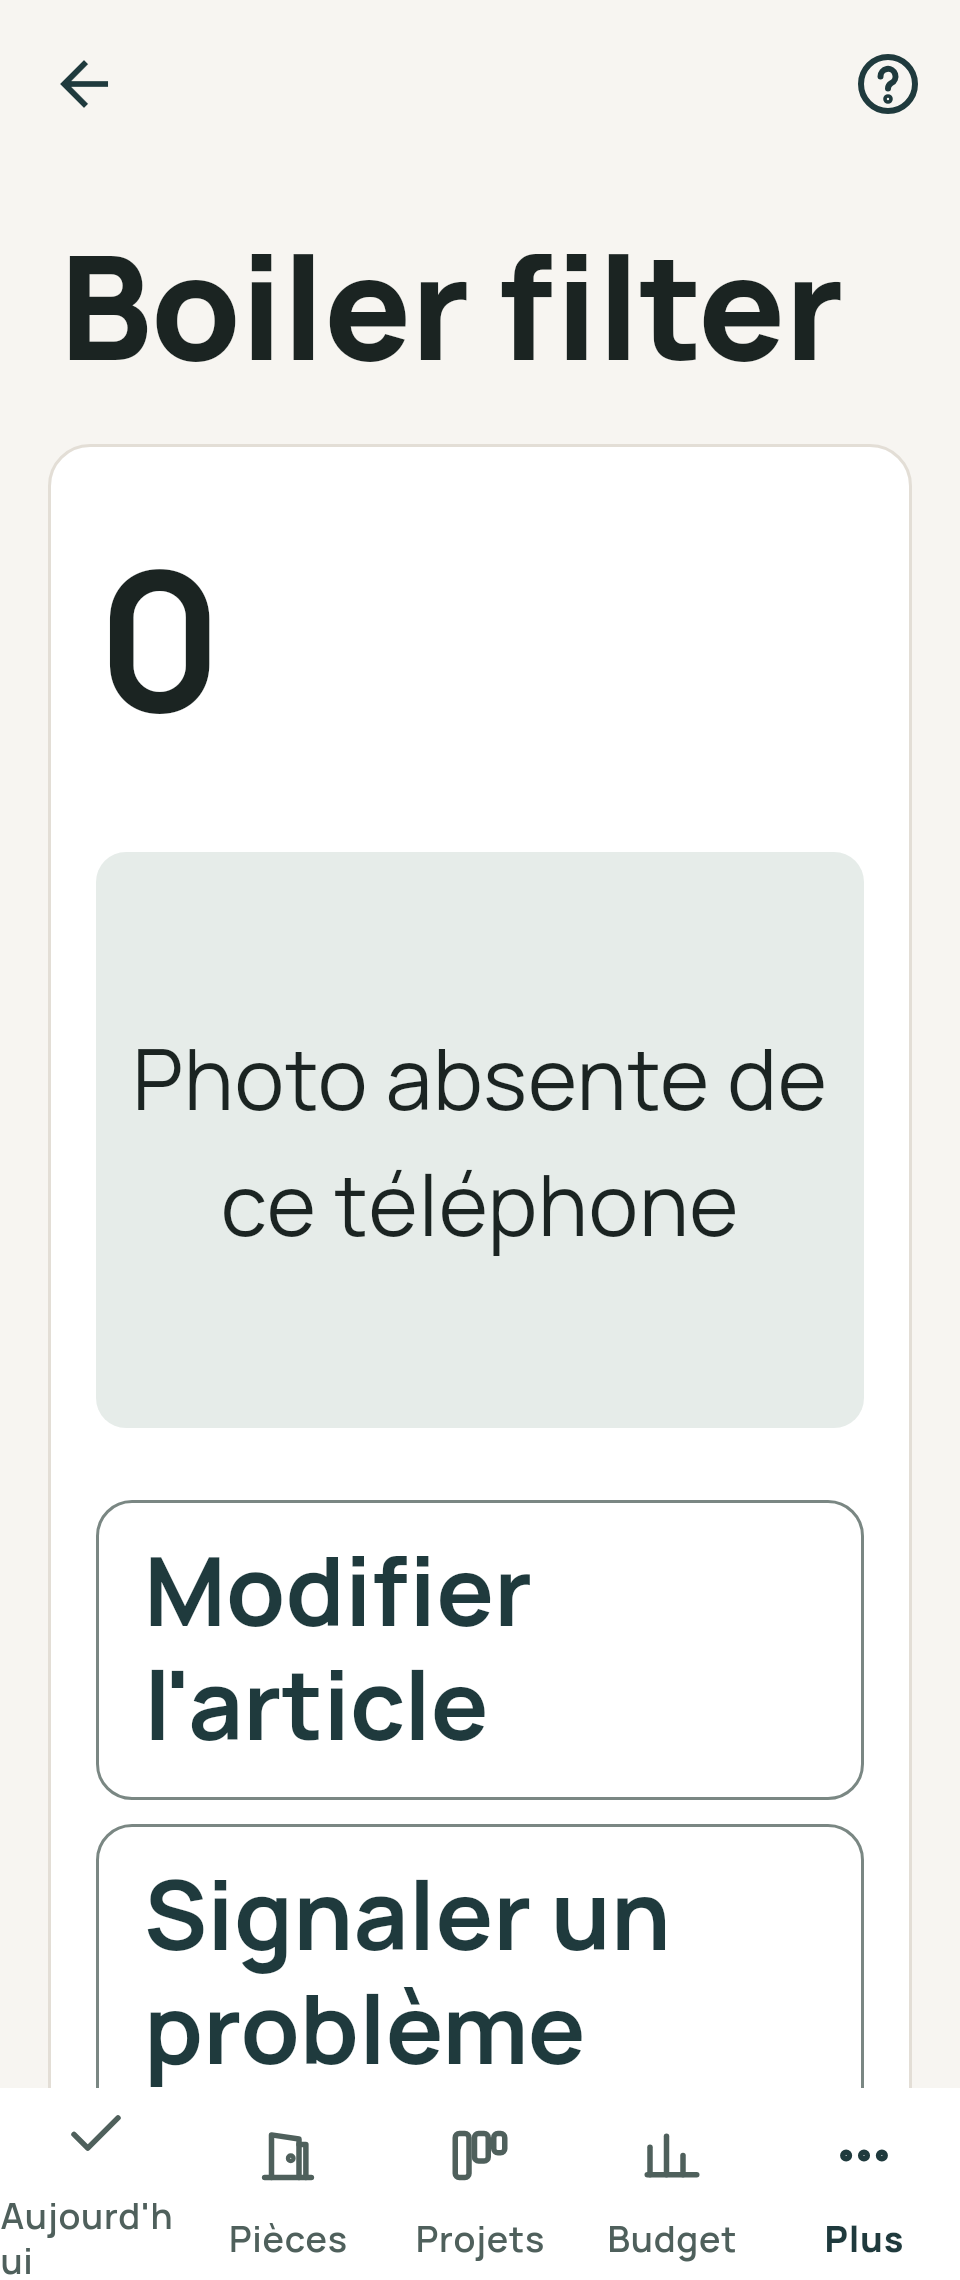 Boiler filter
0
Photo absente de
ce téléphone
Modifier
l'article
Signaler un
problème
Aujourd'h
ui
Pièces
Projets
Budget
Plus